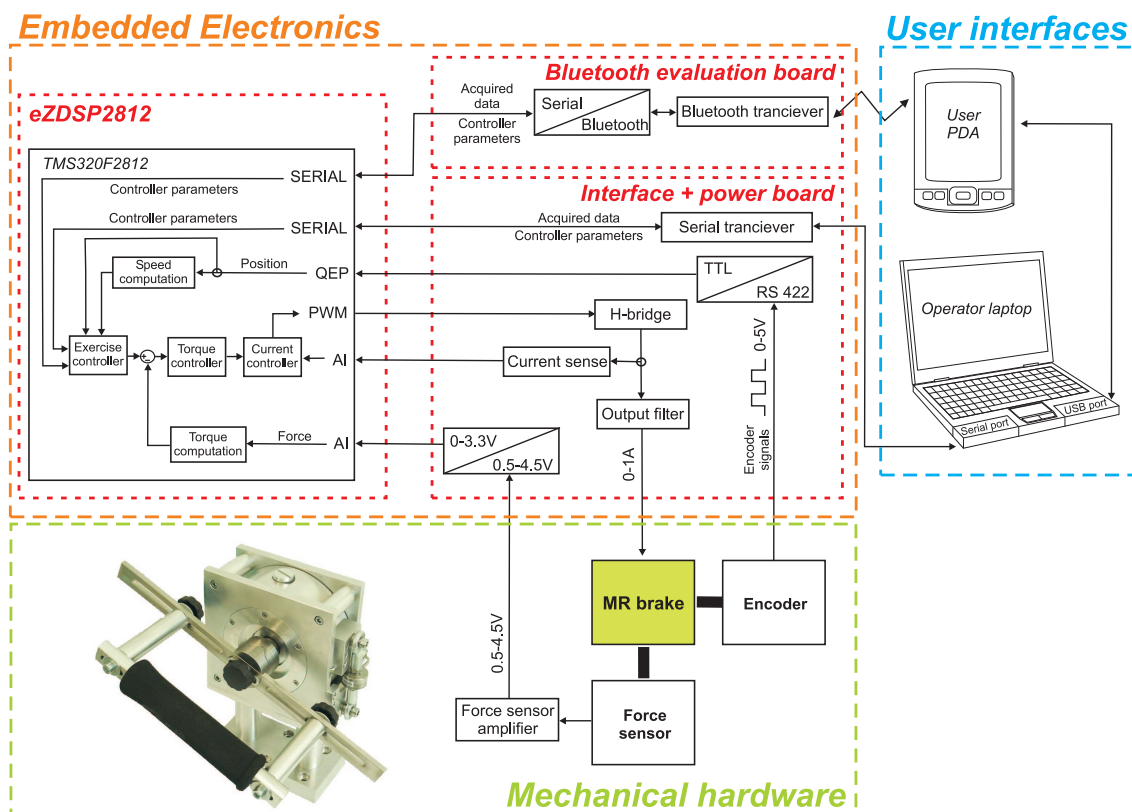 Embedded Electronics
User interfaces
Bluetooth evaluation board
eZDSP2812
Acquired
data
Controller
parameters
Serial
Bluetooth
Bluetooth tranciever
User
PDA
TMS320F2812
SERIAL
Controller parameters
Interface + power board
Controller parameters
SERIAL
Acquired data
Controller parameters
Serial tranciever
Speed
computation
Position
QEP
TTL
RS 422
Operator laptop
PWM
H-bridge
Exercise
controller
+
-
Torque
controller
Current
controller
AI
Current sense
0-5V
Output filter
Encoder
signals
Serial port
USB port
Torque
computation
Force
AI
0-3.3V
0.5-4.5V
0-1A
MR brake
Encoder
0.5-4.5V
Force sensor
amplifier
Force
sensor
Mechanical hardware